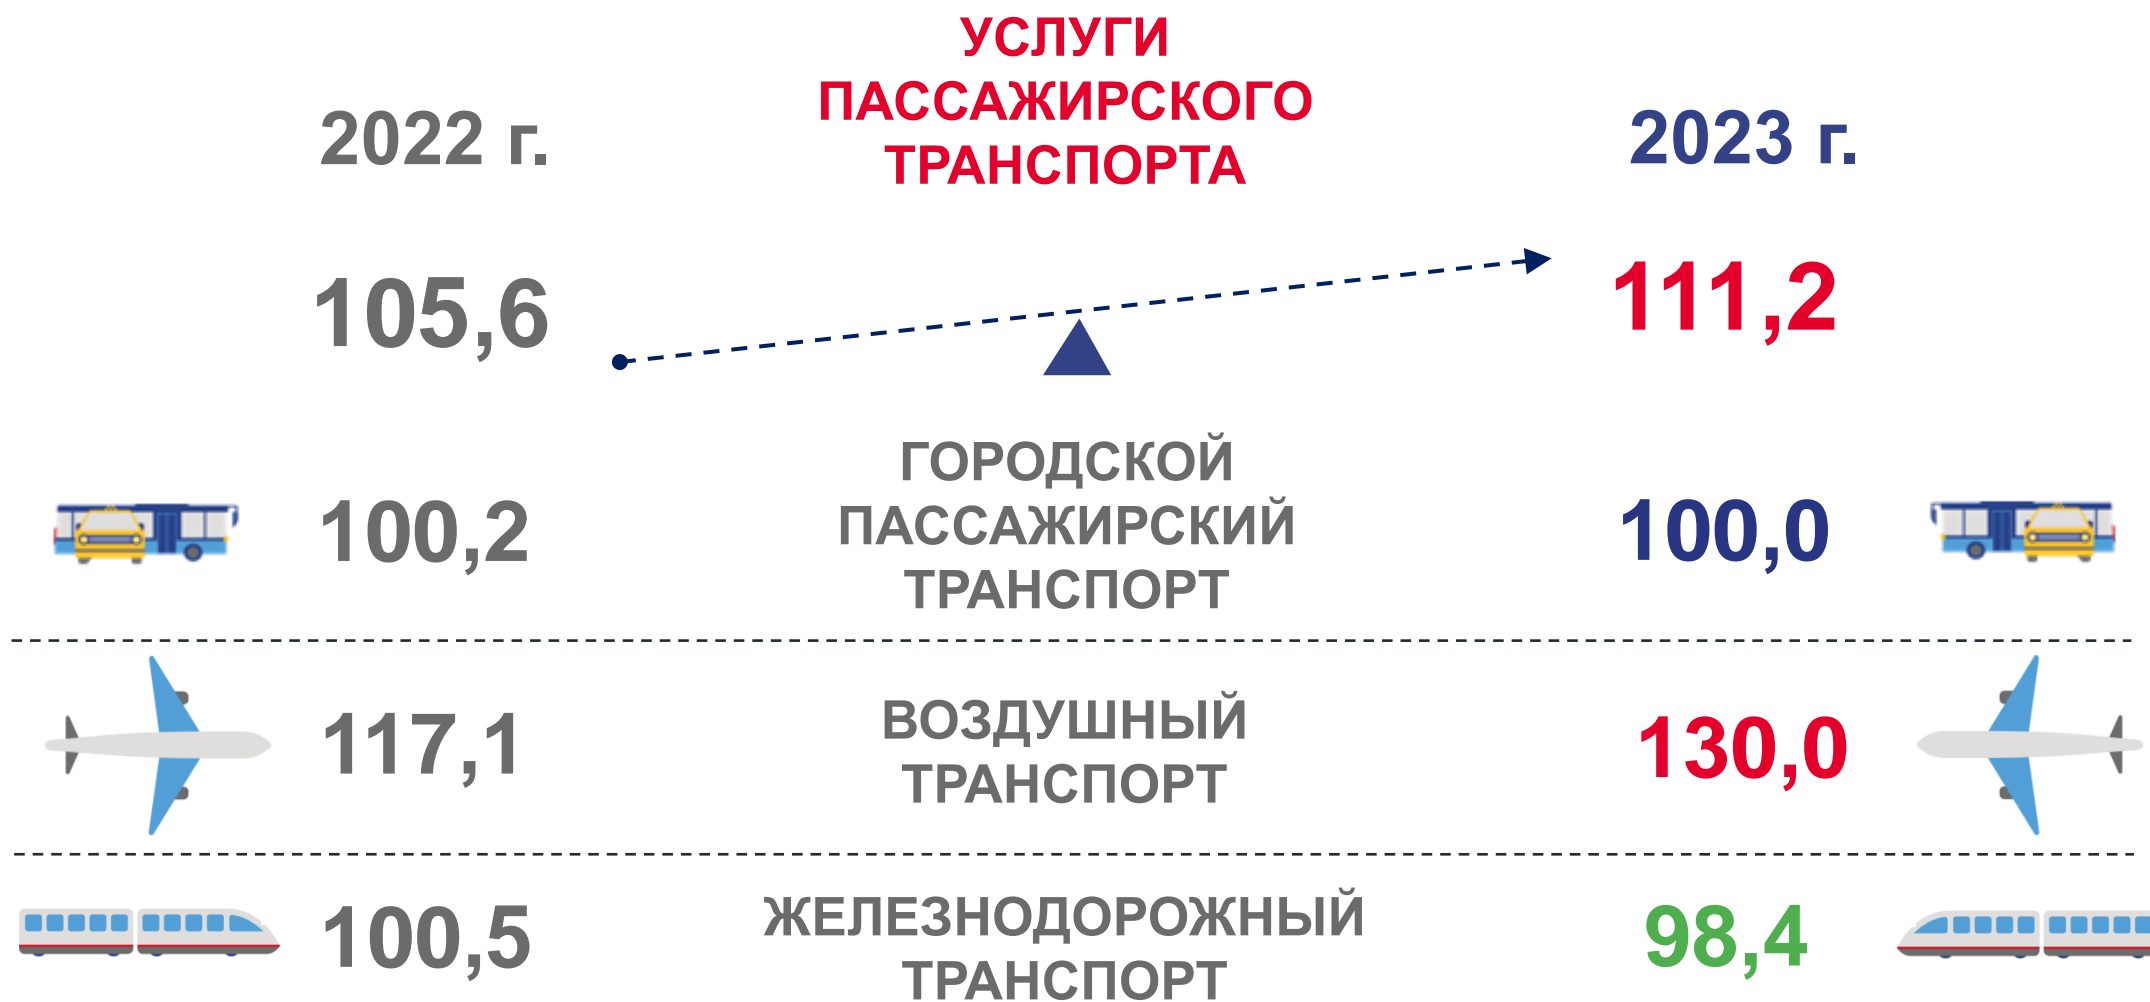 УСЛУГИ
ПАССАЖИРСКОГО
ТРАНСПОРТА
2022 г.
2023 г.
105,6
111,2
ГОРОДСКОЙ
ПАССАЖИРСКИЙ
ТРАНСПОРТ
100,2
100,0
ВОЗДУШНЫЙ
ТРАНСПОРТ
117,1
130,0
ЖЕЛЕЗНОДОРОЖНЫЙ
ТРАНСПОРТ
100,5
98,4